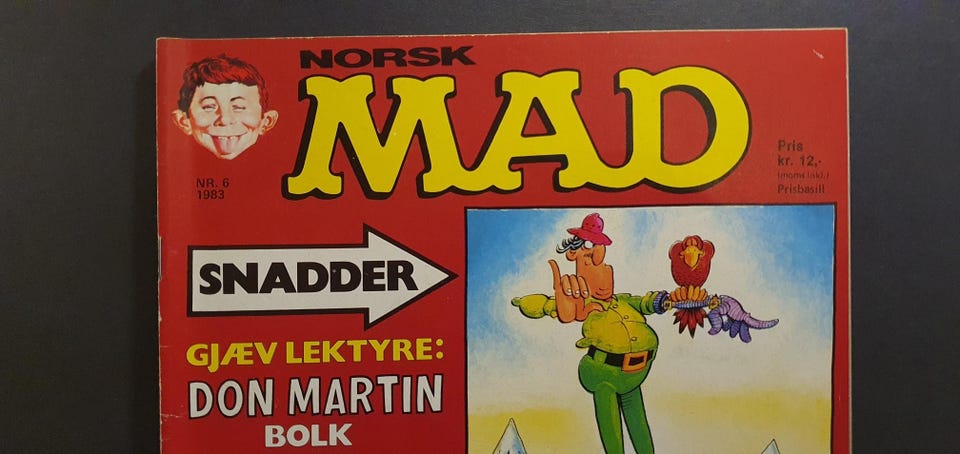 NORSK
MAD
NR. 6
1983
Pris
kr. 12,-
(moms inkl.)
Prisbasill
SNADDER
GJÆV LEKTYRE:
DON MARTIN
BOLK